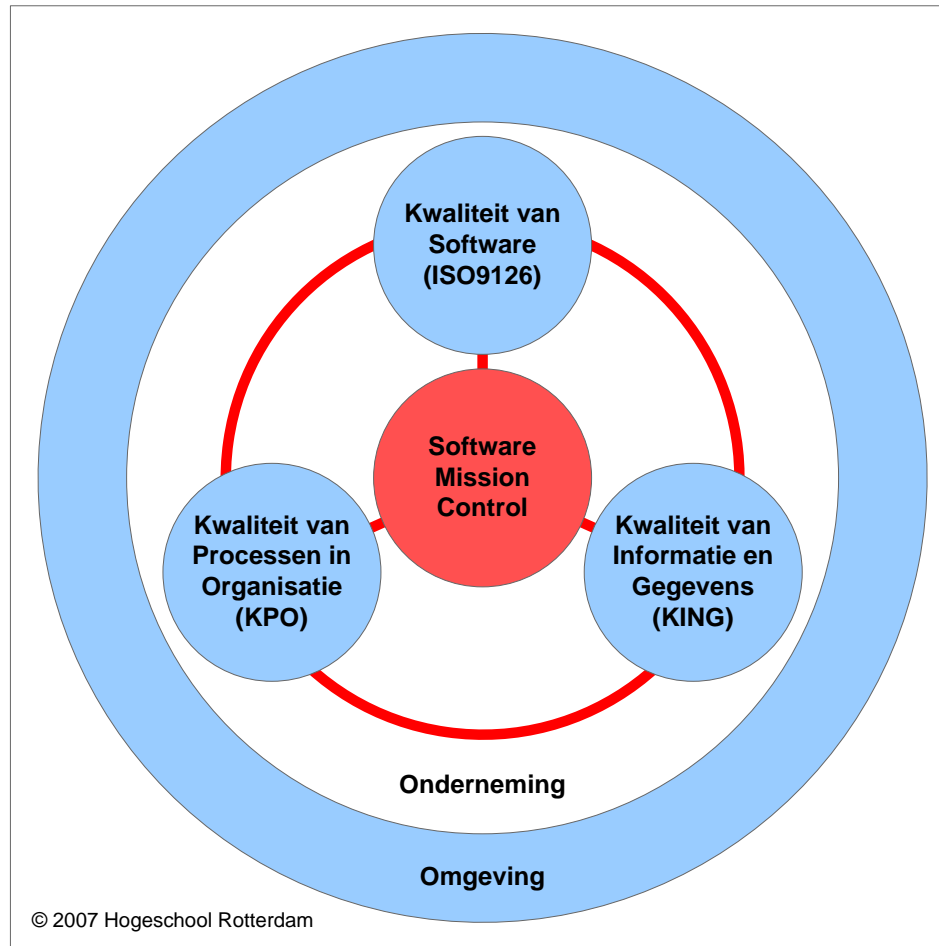 Kwaliteit van
Software
(ISO9126)
Software
Mission
Control
Kwaliteit van
Processen in
Organisatie
(KPO)
Kwaliteit van
Informatie en
Gegevens
(KING)
Onderneming
Omgeving
© 2007 Hogeschool Rotterdam